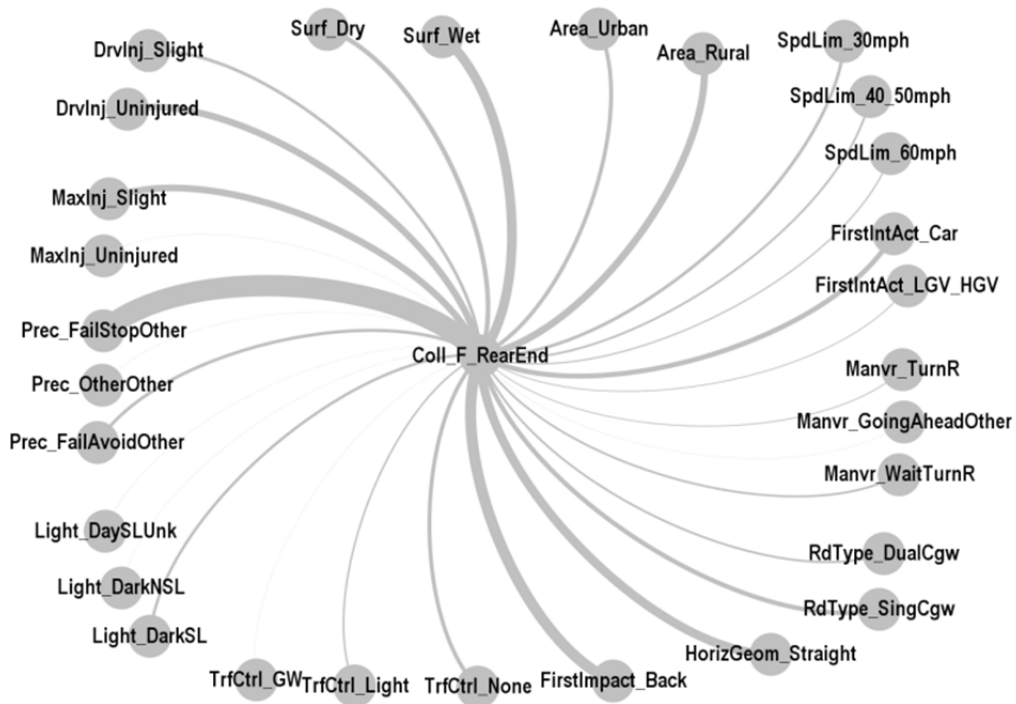 Surf_Dry
Surf_Wet
Area_Urban
Area_Rural
SpdLim_30mph
DrvInj_Slight
SpdLim_40_50mph
DrvInj_Uninjured
SpdLim_60mph
MaxInj_Slight
FirstIntAct_Car
MaxInj_Uninjured
FirstIntAct_LGV_HGV
Prec_FailStopOther
Coll_F_RearEnd
Manvr_TurnR
Prec_OtherOther
Manvr_GoingAheadOther
Prec_FailAvoidOther
Manvr_WaitTurnR
Light_DaySLUnk
RdType_DualCgw
Light_DarkNSL
RdType_SingCgw
Light_DarkSL
HorizGeom_Straight
TrfCtrl_GW
TrfCtrl_Light
TrfCtrl_None
FirstImpact_Back